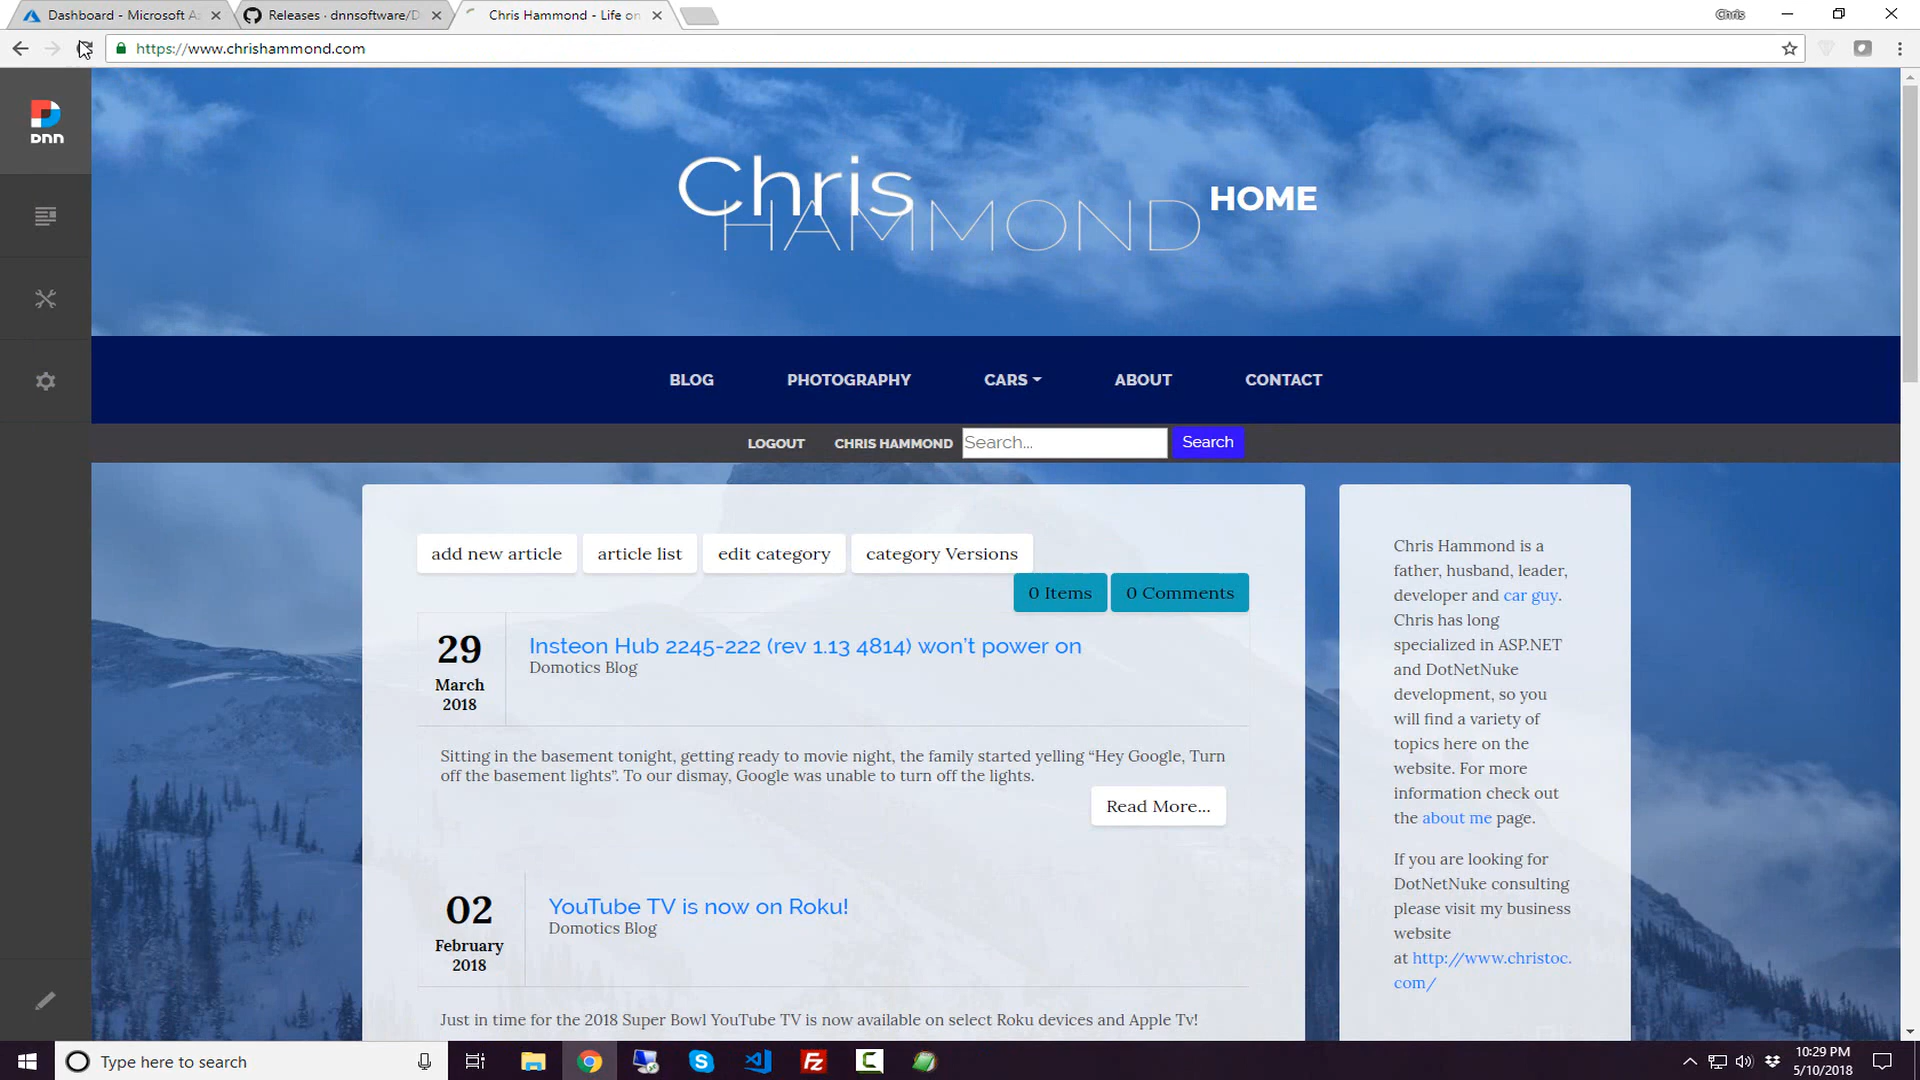 Dashboard - Microsoft A
Releases · dnnsoftware/D
Chris Hammond - Life on
Chris
https://www.chrishammond.com
DNN
Chris
HAMMOND
HOME
BLOG
PHOTOGRAPHY
CARS
ABOUT
CONTACT
LOGOUT
CHRIS HAMMOND
Search...
Search
add new article
article list
edit category
category Versions
0 Items
0 Comments
29
March
2018
Insteon Hub 2245-222 (rev 1.13 4814) won't power on
Domotics Blog
Sitting in the basement tonight, getting ready to movie night, the family started yelling “Hey Google, Turn
off the basement lights”. To our dismay, Google was unable to turn off the lights.
Read More...
02
February
2018
YouTube TV is now on Roku!
Domotics Blog
Just in time for the 2018 Super Bowl YouTube TV is now available on select Roku devices and Apple Tv!
Chris Hammond is a
father, husband, leader,
developer and car guy.
Chris has long
specialized in ASP.NET
and DotNetNuke
development, so you
will find a variety of
topics here on the
website. For more
information check out
the about me page.
If you are looking for
DotNetNuke consulting
please visit my business
website
at http://www.christoc.
com/
Type here to search
10:29 PM
5/10/2018